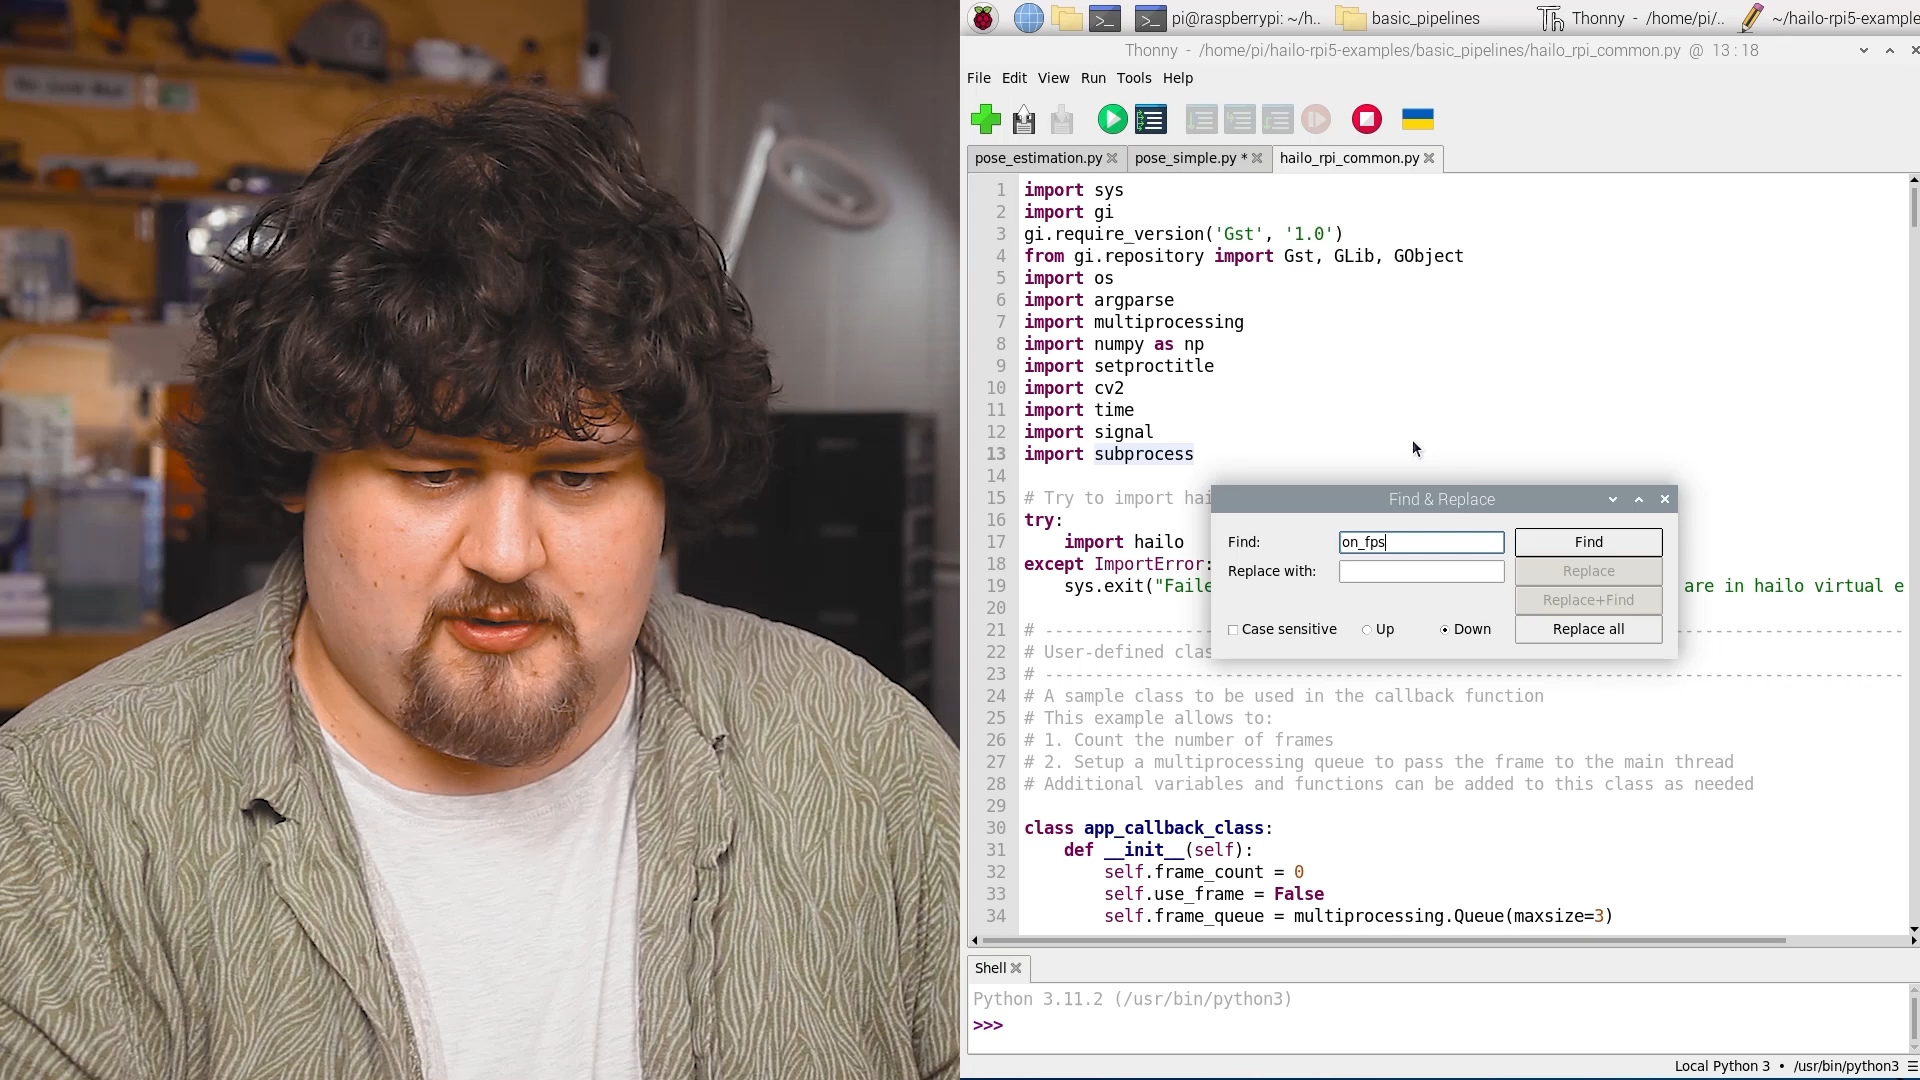 pi@raspberrypi: ~/h..
basic_pipelines
Thonny - /home/pi/..
~/hailo-rpi5-example
Thonny - /home/pi/hailo-rpi5-examples/basic_pipelines/hailo_rpi_common.py @ 13:18
File Edit View Run Tools Help
pose_estimation.py
pose_simple.py *
hailo_rpi_common.py
1 import sys
2 import gi
3 gi.require_version('Gst', '1.0')
4 from gi.repository import Gst, GLib, GObject
5 import os
6 import argparse
7 import multiprocessing
8 import numpy as np
9 import setproctitle
10 import cv2
11 import time
12 import signal
13 import subprocess
14
15 # Try to import hai
16 try:
17 import hailo
18 except ImportError:
19 sys.exit("Faile are in hailo virtual e
20
21 # --------------------------------
22 # User-defined clas
23 # --------------------------------
24 # A sample class to be used in the callback function
25 # This example allows to:
26 # 1. Count the number of frames
27 # 2. Setup a multiprocessing queue to pass the frame to the main thread
28 # Additional variables and functions can be added to this class as needed
29
30 class app_callback_class:
31 def __init__(self):
32 self.frame_count = 0
33 self.use_frame = False
34 self.frame_queue = multiprocessing.Queue(maxsize=3)
Find & Replace
Find: on_fps Find
Replace with: Replace
Replace+Find
Case sensitive Up Down Replace all
Shell
Python 3.11.2 (/usr/bin/python3)
>>>
Local Python 3 • /usr/bin/python3